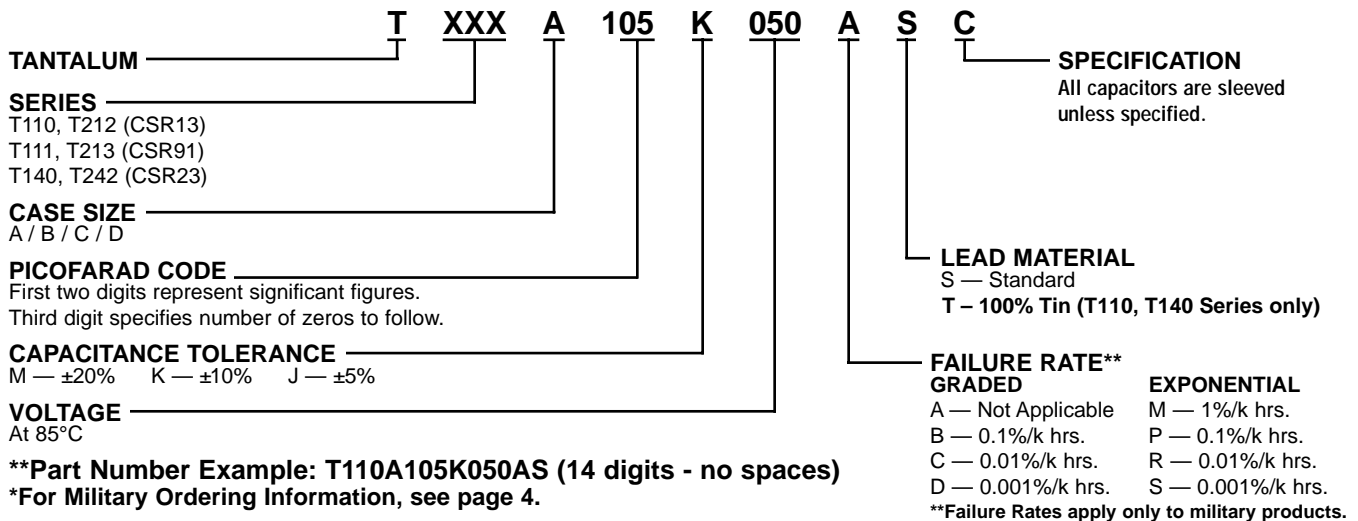 T XXX A 105 K 050 A S C
TANTALUM
SERIES
T110, T212 (CSR13)
T111, T213 (CSR91)
T140, T242 (CSR23)
CASE SIZE
A / B / C / D
PICOFARAD CODE
First two digits represent significant figures.
Third digit specifies number of zeros to follow.
CAPACITANCE TOLERANCE
M — ±20% K — ±10% J — ±5%
VOLTAGE
At 85°C
SPECIFICATION
All capacitors are sleeved
unless specified.
LEAD MATERIAL
S — Standard
T – 100% Tin (T110, T140 Series only)
FAILURE RATE**
GRADED EXPONENTIAL
A — Not Applicable M — 1%/k hrs.
B — 0.1%/k hrs. P — 0.1%/k hrs.
C — 0.01%/k hrs. R — 0.01%/k hrs.
D — 0.001%/k hrs. S — 0.001%/k hrs.
**Failure Rates apply only to military products.
**Part Number Example: T110A105K050AS (14 digits - no spaces)
*For Military Ordering Information, see page 4.